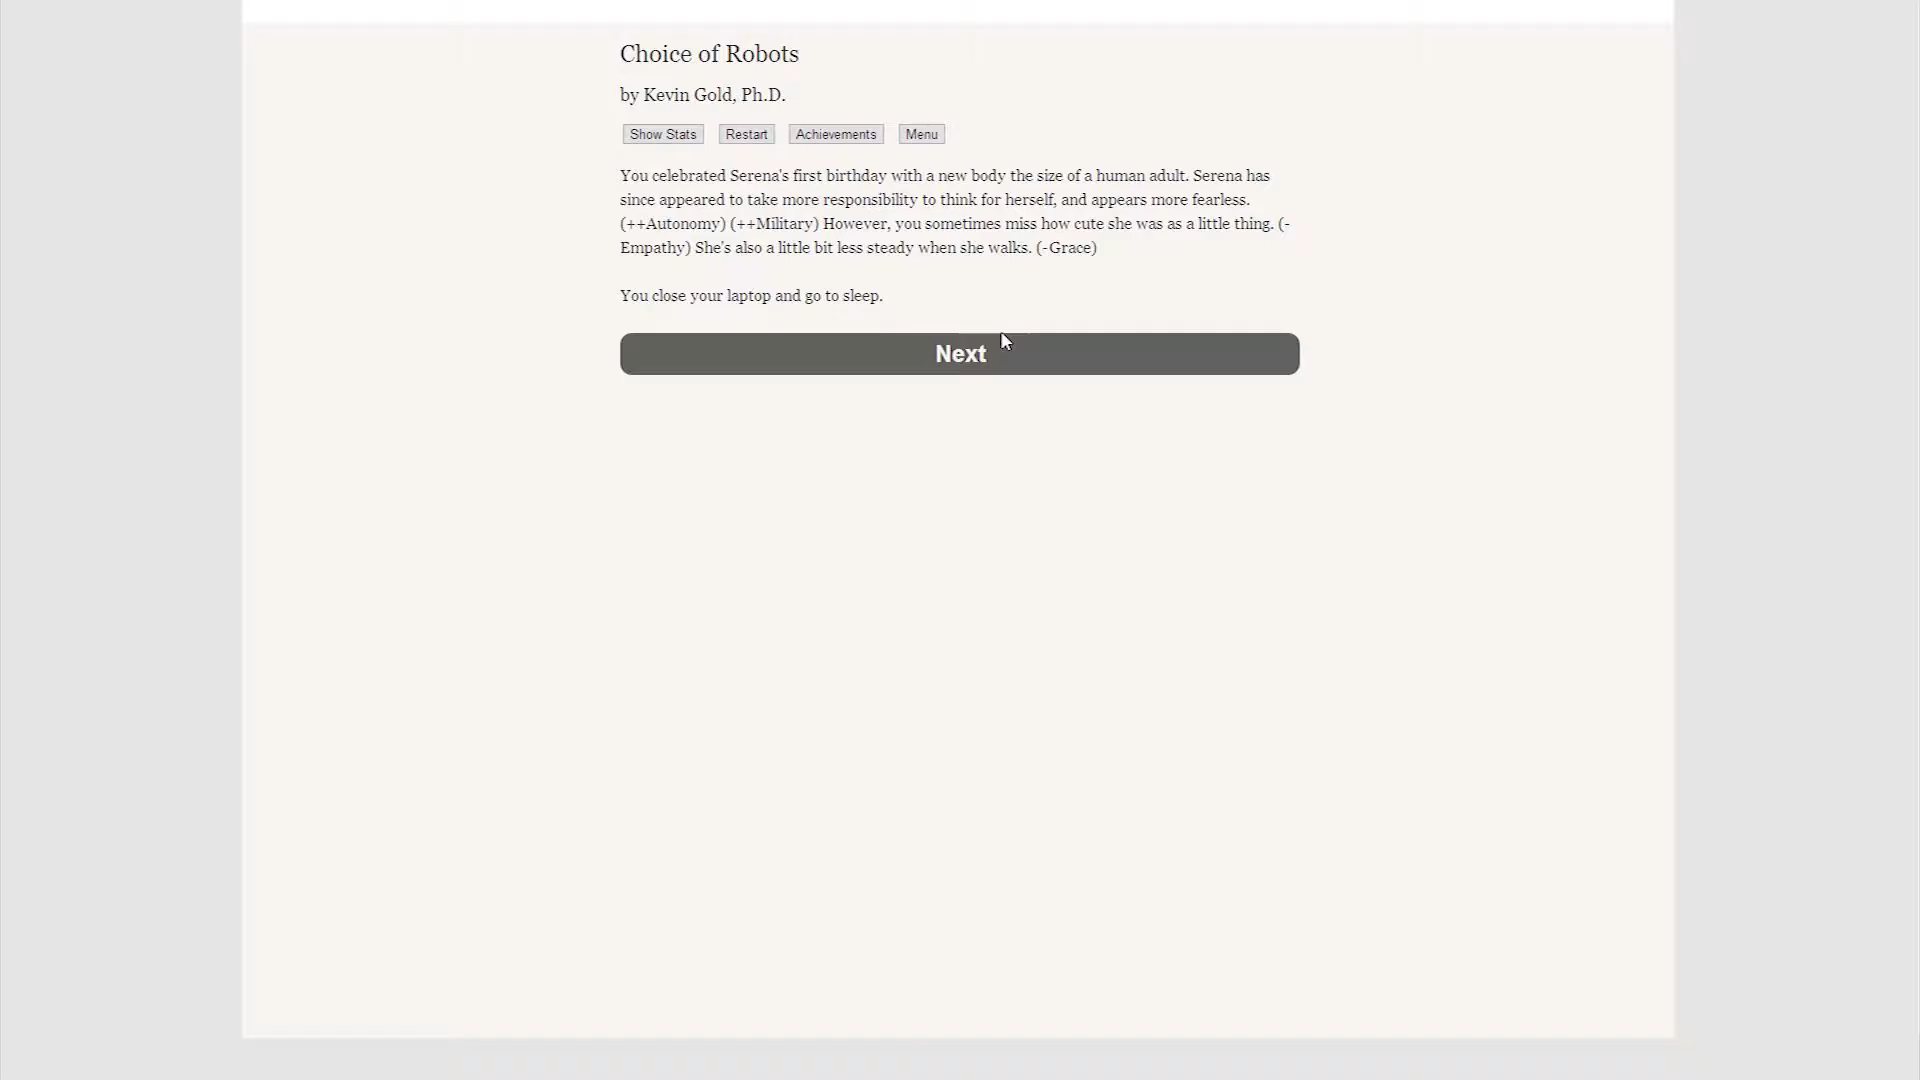 Choice of Robots
by Kevin Gold, Ph.D.
Show Stats Restart Achievements Menu
You celebrated Serena's first birthday with a new body the size of a human adult. Serena has
since appeared to take more responsibility to think for herself, and appears more fearless.
(++Autonomy) (++Military) However, you sometimes miss how cute she was as a little thing. (-
Empathy) She's also a little bit less steady when she walks. (-Grace)
You close your laptop and go to sleep.
Next